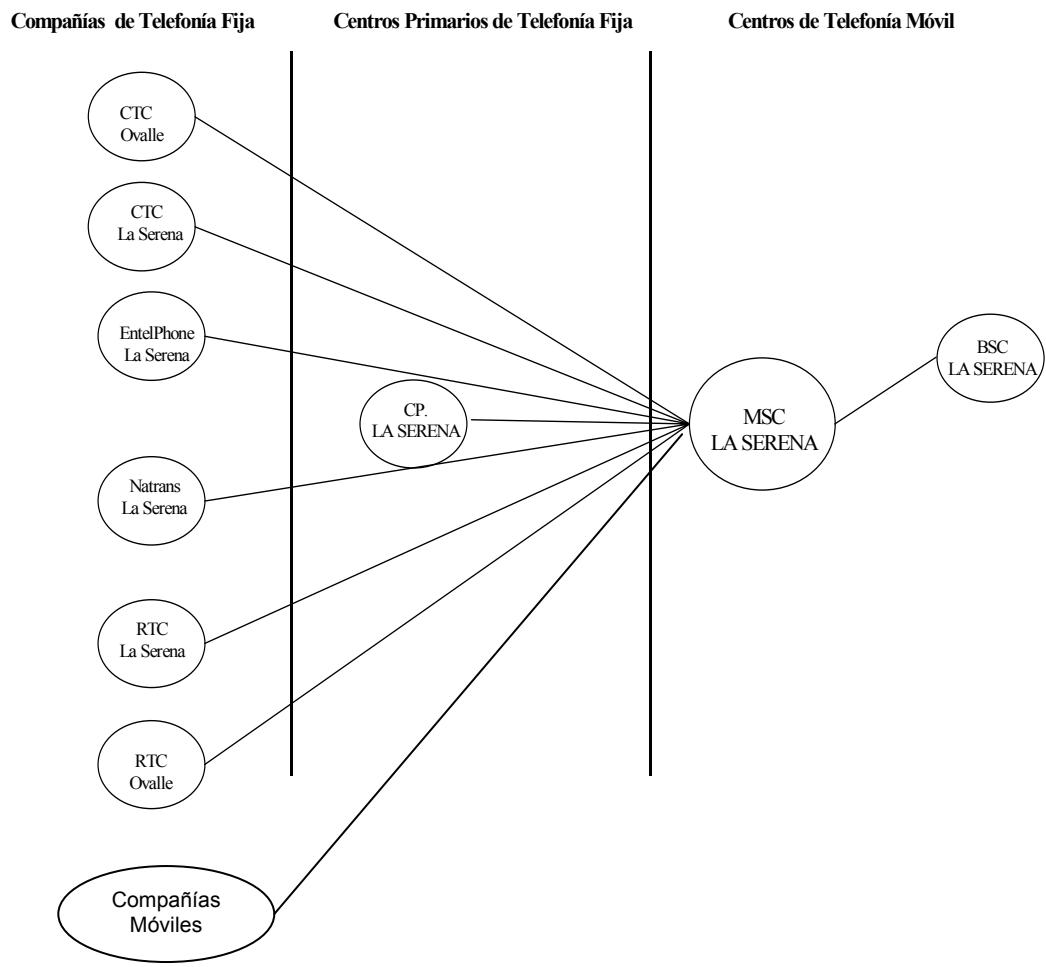 Compañías de Telefonía Fija
Centros Primarios de Telefonía Fija
Centros de Telefonía Móvil
CTC
Ovalle
CTC
La Serena
EntelPhone
La Serena
CP.
LA SERENA
MSC
LA SERENA
BSC
LA SERENA
Natrans
La Serena
RTC
La Serena
RTC
Ovalle
Compañías
Móviles